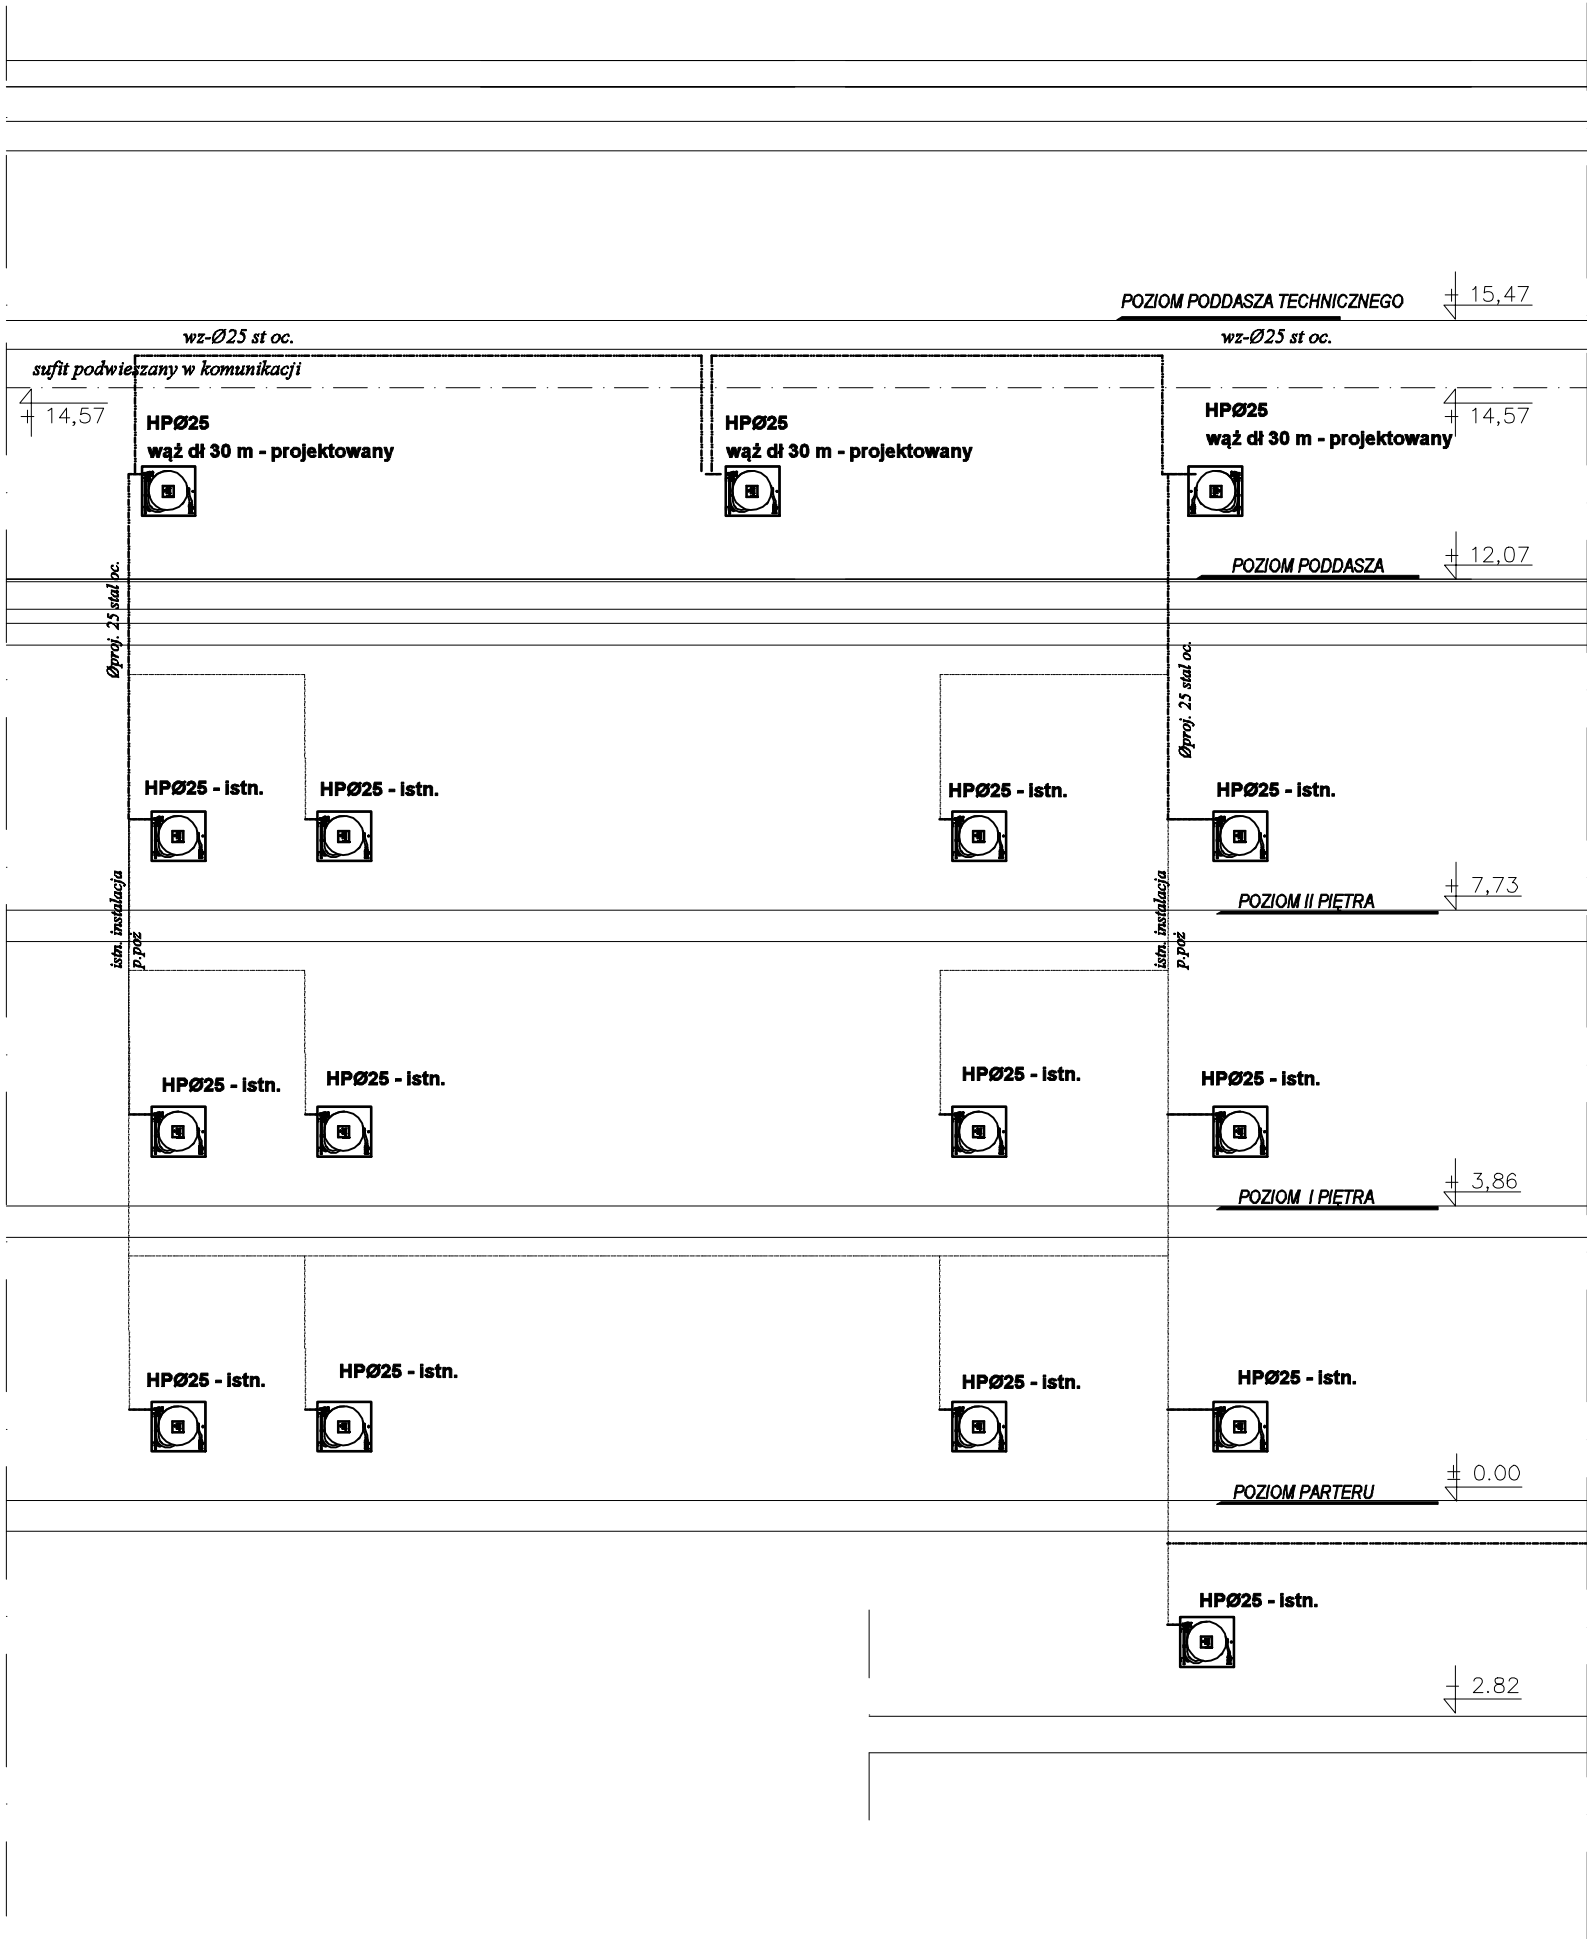 POZIOM PODDASZA TECHNICZNEGO
+ 15,47
wz-Ø25 st oc.
wz-Ø25 st oc.
sufit podwieszany w komunikacji
+ 14,57
+ 14,57
HPØ25
wąż dł 30 m - projektowany
HPØ25
wąż dł 30 m - projektowany
HPØ25
wąż dł 30 m - projektowany
POZIOM PODDASZA
+ 12,07
Øproj. 25 stal oc.
Øproj. 25 stal oc.
HPØ25 - istn.
HPØ25 - istn.
HPØ25 - istn.
HPØ25 - istn.
istn. instalacja
p.poż
istn. instalacja
p.poż
POZIOM II PIĘTRA
+ 7,73
HPØ25 - istn.
HPØ25 - istn.
HPØ25 - istn.
HPØ25 - istn.
POZIOM I PIĘTRA
+ 3,86
HPØ25 - istn.
HPØ25 - istn.
HPØ25 - istn.
HPØ25 - istn.
POZIOM PARTERU
± 0.00
HPØ25 - istn.
+ 2.82